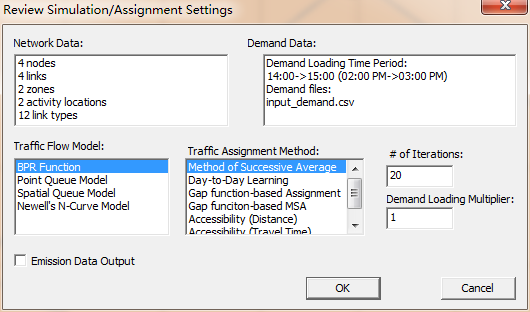 Review Simulation/Assignment Settings
Network Data:
4 nodes
4 links
2 zones
2 activity locations
12 link types
Demand Data:
Demand Loading Time Period:
14:00->15:00 (02:00 PM->03:00 PM)
Demand files:
input_demand.csv
Traffic Flow Model:
BPR Function
Point Queue Model
Spatial Queue Model
Newell's N-Curve Model
Traffic Assignment Method:
Method of Successive Average
Day-to-Day Learning
Gap function-based Assignment
Gap funciton-based MSA
Accessibility (Distance)
Accessibility (Travel Time)
# of Iterations:
20
Demand Loading Multiplier:
1
Emission Data Output
OK
Cancel